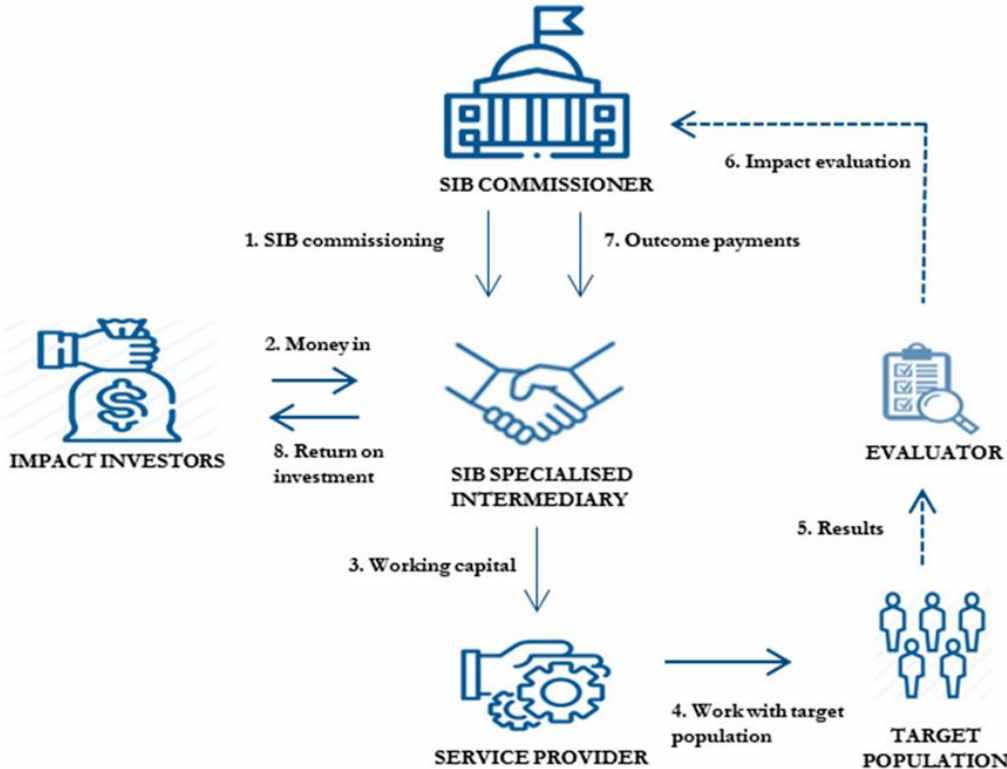 SIB COMMISSIONER
6. Impact evaluation
1. SIB commissioning
7. Outcome payments
2. Money in
IMPACT INVESTORS
8. Return on
investment
SIB SPECIALISED
INTERMEDIARY
EVALUATOR
5. Results
3. Working capital
SERVICE PROVIDER
4. Work with target
population
TARGET
POPULATION